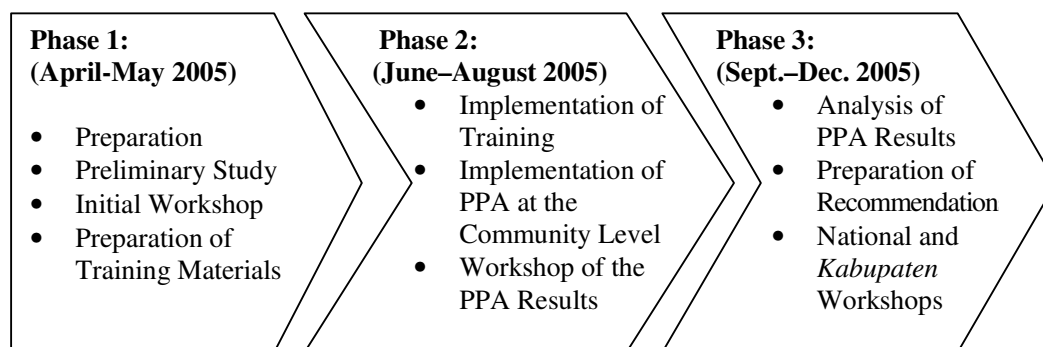 Phase 1:
(April-May 2005)
• Preparation
• Preliminary Study
• Initial Workshop
• Preparation of
Training Materials
Phase 2:
(June–August 2005)
• Implementation of
Training
• Implementation of
PPA at the
Community Level
• Workshop of the
PPA Results
Phase 3:
(Sept.–Dec. 2005)
• Analysis of
PPA Results
• Preparation of
Recommendation
• National and
Kabupaten
Workshops